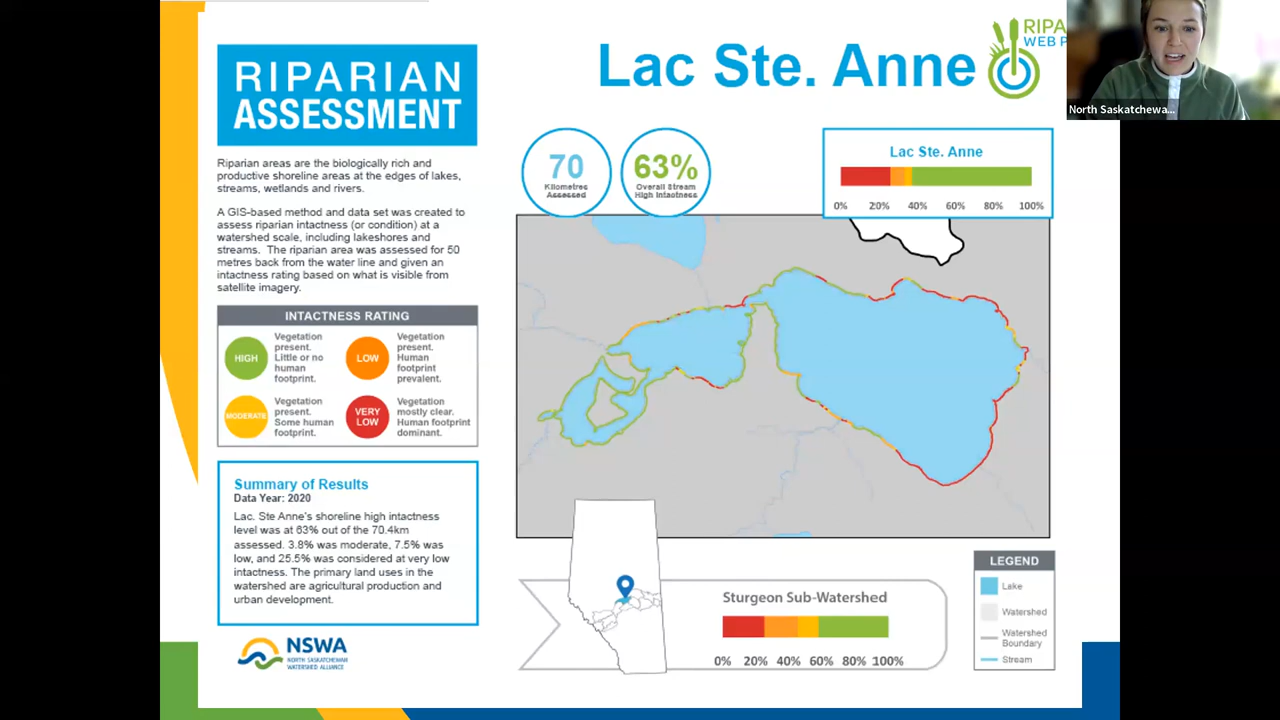 RIPARIAN
ASSESSMENT
Riparian areas are the biologically rich and
productive shoreline areas at the edges of lakes,
streams, wetlands and rivers.
A GIS-based method and data set was created to
assess riparian intactness (or condition) at a
watershed scale, including lakeshores and
streams. The riparian area was assessed for 50
metres back from the water line and given an
intactness rating based on what is visible from
satellite imagery.
INTACTNESS RATING
HIGH
Vegetation
present.
Little or no
human
footprint.
LOW
Vegetation
present.
Human
footprint
prevalent.
MODERATE
Vegetation
present.
Some human
footprint.
VERY
LOW
Vegetation
mostly clear.
Human footprint
dominant.
Summary of Results
Data Year: 2020
Lac. Ste Anne's shoreline high intactness
level was at 63% out of the 70.4km
assessed. 3.8% was moderate, 7.5% was
low, and 25.5% was considered at very low
intactness. The primary land uses in the
watershed are agricultural production and
urban development.
NSWA
NORTH SASKATCHEWAN
WATERSHED ALLIANCE
Lac Ste. Anne
RIPA
WEB P
North Saskatchewa...
70
Kilometres
Assessed
63%
Overall Stream
High Intactness
Lac Ste. Anne
0% 20% 40% 60% 80% 100%
Sturgeon Sub-Watershed
0% 20% 40% 60% 80% 100%
LEGEND
Lake
Watershed
Watershed
Boundary
Stream